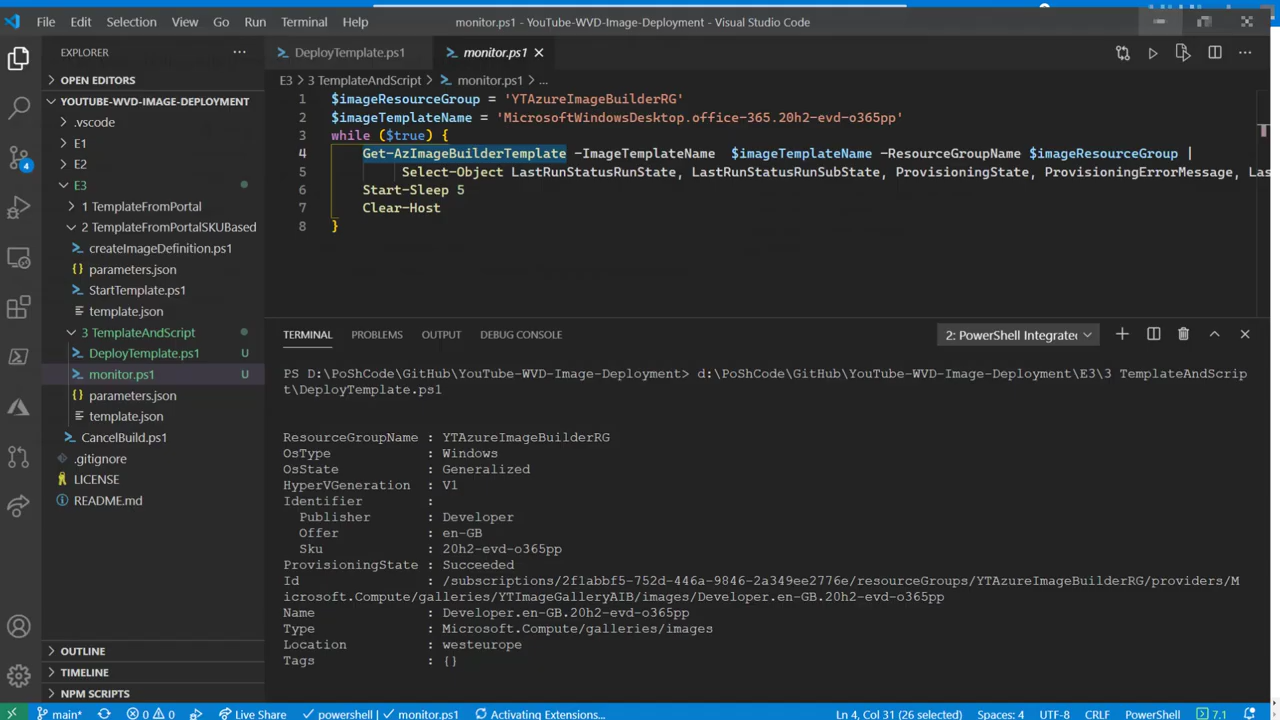 File Edit Selection View Go Run Terminal Help monitor.ps1 - YouTube-WVD-Image-Deployment - Visual Studio Code
EXPLORER
OPEN EDITORS
YOUTUBE-WVD-IMAGE-DEPLOYMENT
.vscode
E1
E2
E3
1 TemplateFromPortal
2 TemplateFromPortalSKUBased
createImageDefinition.ps1
parameters.json
StartTemplate.ps1
template.json
3 TemplateAndScript
DeployTemplate.ps1 U
monitor.ps1 U
parameters.json
template.json
CancelBuild.ps1
.gitignore
LICENSE
README.md
OUTLINE
TIMELINE
NPM SCRIPTS
4
DeployTemplate.ps1 monitor.ps1
E3 > 3 TemplateAndScript > monitor.ps1 > ...
1 $imageResourceGroup = 'YTAzureImageBuilderRG'
2 $imageTemplateName = 'MicrosoftWindowsDesktop.office-365.20h2-evd-o365pp'
3 while ($true) {
4 Get-AzImageBuilderTemplate -ImageTemplateName $imageTemplateName -ResourceGroupName $imageResourceGroup |
5 Select-Object LastRunStatusRunState, LastRunStatusRunSubState, ProvisioningState, ProvisioningErrorMessage, Las
6 Start-Sleep 5
7 Clear-Host
8 }
TERMINAL PROBLEMS OUTPUT DEBUG CONSOLE 2: PowerShell Integrated
PS D:\PoShCode\GitHub\YouTube-WVD-Image-Deployment> d:\PoShCode\GitHub\YouTube-WVD-Image-Deployment\E3\3 TemplateAndScrip
t\DeployTemplate.ps1
ResourceGroupName : YTAzureImageBuilderRG
OsType : Windows
OsState : Generalized
HyperVGeneration : V1
Identifier :
Publisher : Developer
Offer : en-GB
Sku : 20h2-evd-o365pp
ProvisioningState : Succeeded
Id : /subscriptions/2f1abbf5-752d-446a-9846-2a349ee2776e/resourceGroups/YTAzureImageBuilderRG/providers/M
icrosoft.Compute/galleries/YTImageGalleryAIB/images/Developer.en-GB.20h2-evd-o365pp
Name : Developer.en-GB.20h2-evd-o365pp
Type : Microsoft.Compute/galleries/images
Location : westeurope
Tags : {}
main* 0 0 Live Share powershell | monitor.ps1 Activating Extensions... Ln 4, Col 31 (26 selected) Spaces: 4 UTF-8 CRLF PowerShell 7.1